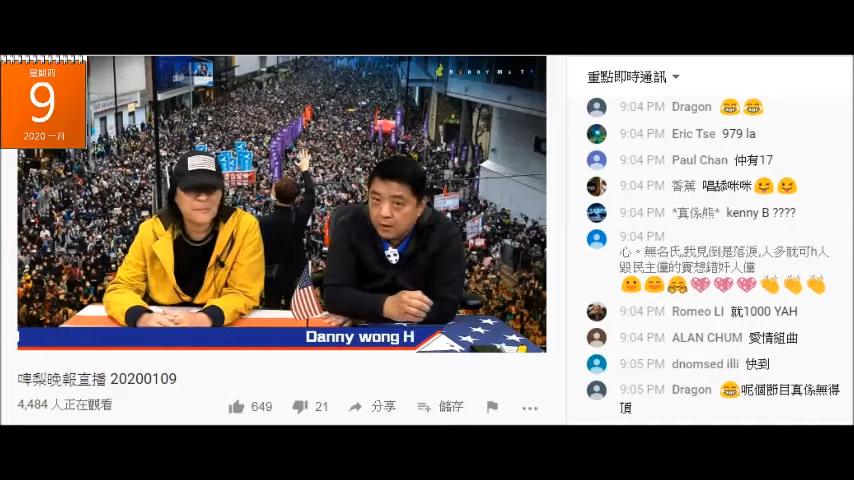 星期四
9
2020 一月
DANNY MATT
Danny wong H
啤梨晚報直播 20200109
4,484 人正在觀看
649
21
分享
儲存
重點即時通訊
9:04 PM Dragon 😂😂
9:04 PM Eric Tse 979 la
9:04 PM Paul Chan 仲有17
9:04 PM 香蕉 唱舔咪咪😝😝
9:04 PM *真係熊* kenny B ????
9:04 PM
心。無名氏,我見倒是落淚,人多就可h人
毀民主儻的實想錯奸人儻
😬😄🤗💖💖💖👏👏👏
9:04 PM Romeo LI 就1000 YAH
9:04 PM ALAN CHUM 愛情組曲
9:05 PM dnomsed illi 快到
9:05 PM Dragon 😂呢個節目真係無得
頂